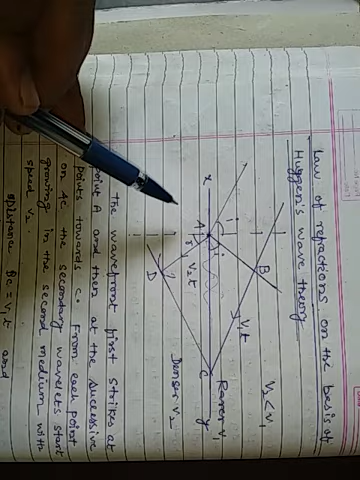 Law of refractions on the basis of
Huygen's wave theory
V₂ < V₁
B
i
V₁t
Rarer V₁
x
A
i
C
y
r
V₂t
Denser V₂
D
The wavefront first strikes at
point A and then at the successive
points towards C. From each point
on AC the secondary wavelets start
growing in the second medium with
speed V₂.
distance BC = V₁t and